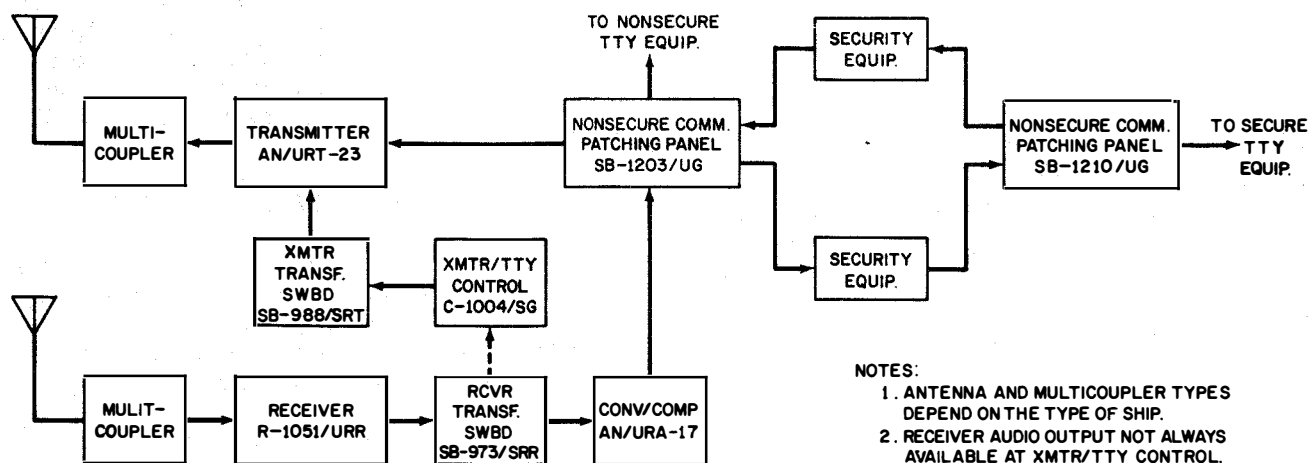 TO NONSECURE
TTY EQUIP.
SECURITY
EQUIP.
MULTI-
COUPLER
TRANSMITTER
AN/URT-23
NONSECURE COMM.
PATCHING PANEL
SB-1203/UG
NONSECURE COMM.
PATCHING PANEL
SB-1210/UG
TO SECURE
TTY
EQUIP.
XMTR
TRANSF.
SWBD
SB-988/SRT
XMTR/TTY
CONTROL
C-1004/SG
SECURITY
EQUIP.
MULIT-
COUPLER
RECEIVER
R-1051/URR
RCVR
TRANSF.
SWBD
SB-973/SRR
CONV/COMP
AN/URA-17
NOTES:
1. ANTENNA AND MULTICOUPLER TYPES
DEPEND ON THE TYPE OF SHIP.
2. RECEIVER AUDIO OUTPUT NOT ALWAYS
AVAILABLE AT XMTR/TTY CONTROL.